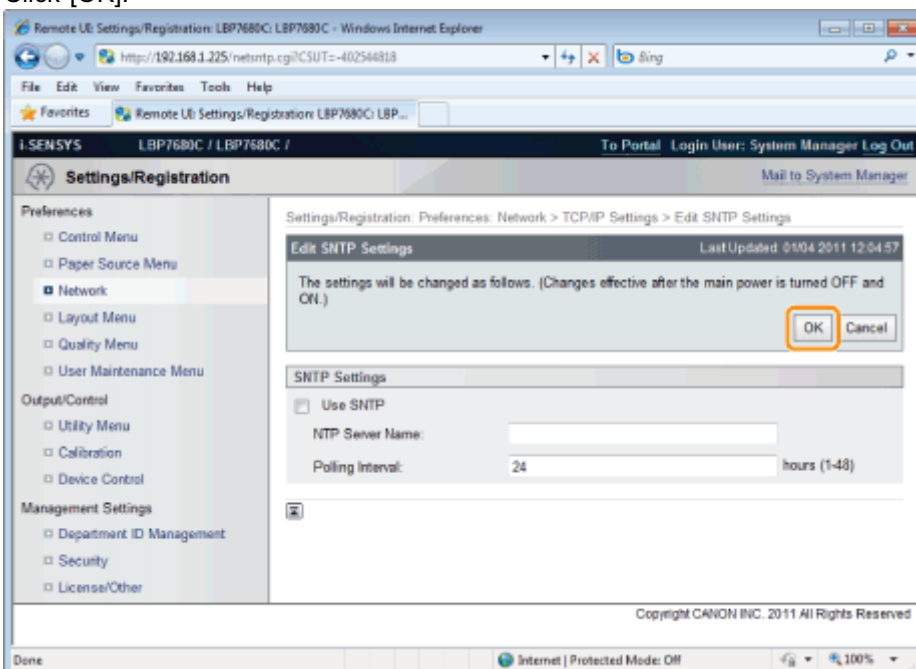 Click [OK].
Remote UI: Settings/Registration: LBP7680C: LBP7680C - Windows Internet Explorer
http://192.168.1.225/netsntp.cgi?CSUT=-402544818
Bing
File Edit View Favorites Tools Help
Favorites
Remote UI: Settings/Registration: LBP7680C: LBP...
i-SENSYS LBP7680C / LBP7680C /
To Portal Login User: System Manager Log Out
Settings/Registration
Mail to System Manager
Preferences
Control Menu
Paper Source Menu
Network
Layout Menu
Quality Menu
User Maintenance Menu
Output/Control
Utility Menu
Calibration
Device Control
Management Settings
Department ID Management
Security
License/Other
Settings/Registration: Preferences: Network > TCP/IP Settings > Edit SNTP Settings
Edit SNTP Settings
Last Updated: 01/04 2011 12:04:57
The settings will be changed as follows. (Changes effective after the main power is turned OFF and
ON.)
OK Cancel
SNTP Settings
Use SNTP
NTP Server Name:
Polling Interval: 24 hours (1-48)
Copyright CANON INC. 2011 All Rights Reserved
Done
Internet | Protected Mode: Off
100%